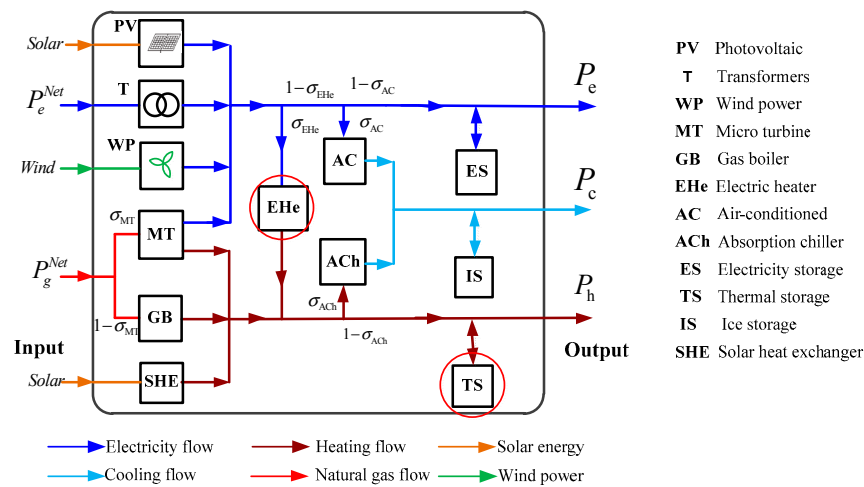 PV
Solar
P_e^Net
T
WP
Wind
σ_MT
MT
P_g^Net
1-σ_MT
GB
Input
Solar
SHE
1-σ_EHe
σ_EHe
EHe
1-σ_AC
σ_AC
AC
ACh
σ_ACh
1-σ_ACh
ES
IS
TS
P_e
P_c
P_h
Output
PV Photovoltaic
T Transformers
WP Wind power
MT Micro turbine
GB Gas boiler
EHe Electric heater
AC Air-conditioned
ACh Absorption chiller
ES Electricity storage
TS Thermal storage
IS Ice storage
SHE Solar heat exchanger
Electricity flow
Heating flow
Solar energy
Cooling flow
Natural gas flow
Wind power